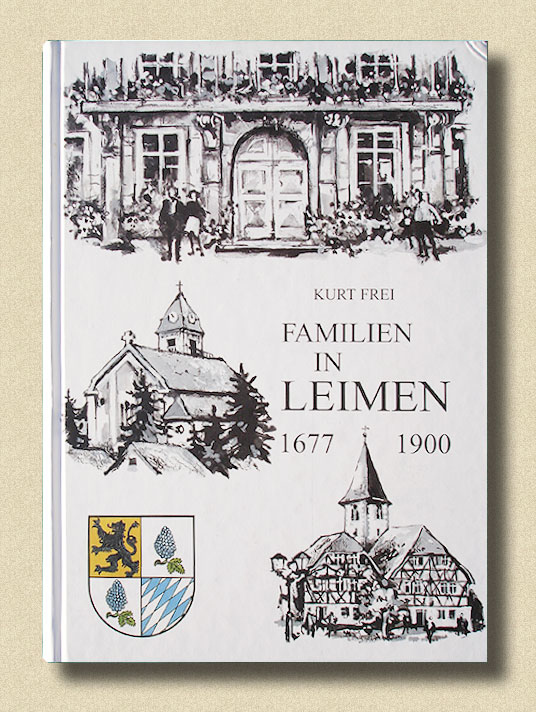 KURT FREI
FAMILIEN
IN
LEIMEN
1677 1900